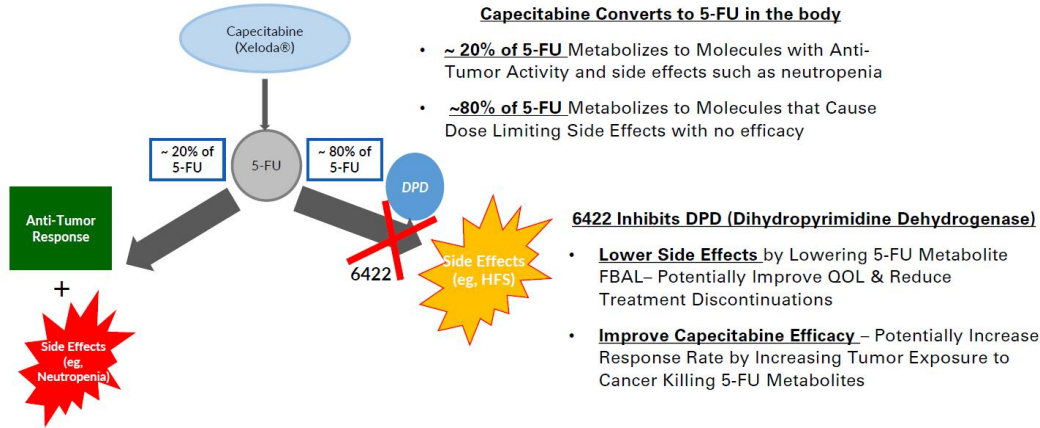 Capecitabine
(Xeloda®)
~ 20% of
5-FU
5-FU
~ 80% of
5-FU
DPD
Anti-Tumor
Response
+
Side Effects
(eg,
Neutropenia)
6422
Side Effects
(eg, HFS)
Capecitabine Converts to 5-FU in the body
• ~ 20% of 5-FU Metabolizes to Molecules with Anti-
Tumor Activity and side effects such as neutropenia
• ~80% of 5-FU Metabolizes to Molecules that Cause
Dose Limiting Side Effects with no efficacy
6422 Inhibits DPD (Dihydropyrimidine Dehydrogenase)
• Lower Side Effects by Lowering 5-FU Metabolite
FBAL– Potentially Improve QOL & Reduce
Treatment Discontinuations
• Improve Capecitabine Efficacy – Potentially Increase
Response Rate by Increasing Tumor Exposure to
Cancer Killing 5-FU Metabolites